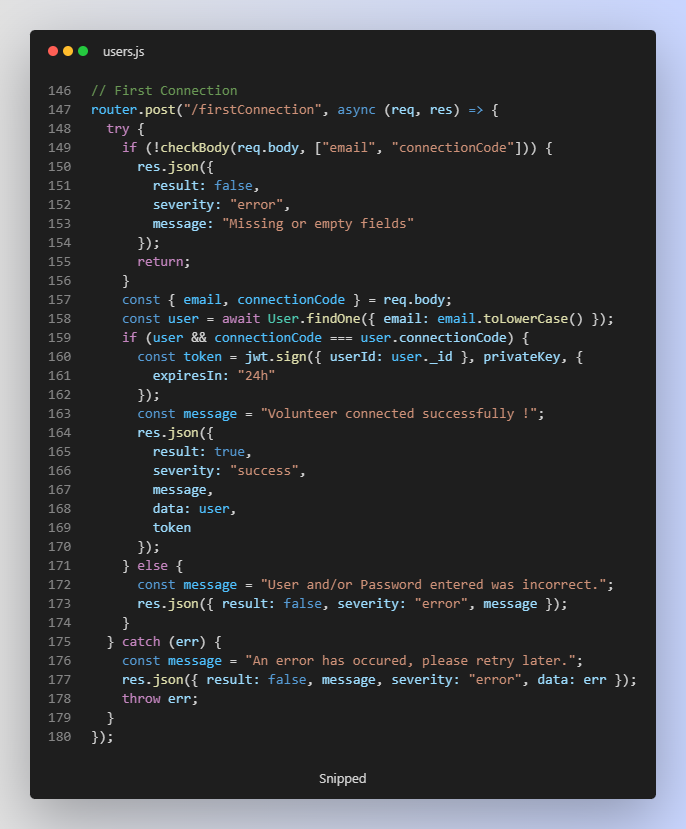 users.js
146 // First Connection
147 router.post("/firstConnection", async (req, res) => {
148   try {
149     if (!checkBody(req.body, ["email", "connectionCode"])) {
150       res.json({
151         result: false,
152         severity: "error",
153         message: "Missing or empty fields"
154       });
155       return;
156     }
157     const { email, connectionCode } = req.body;
158     const user = await User.findOne({ email: email.toLowerCase() });
159     if (user && connectionCode === user.connectionCode) {
160       const token = jwt.sign({ userId: user._id }, privateKey, {
161         expiresIn: "24h"
162       });
163       const message = "Volunteer connected successfully !";
164       res.json({
165         result: true,
166         severity: "success",
167         message,
168         data: user,
169         token
170       });
171     } else {
172       const message = "User and/or Password entered was incorrect.";
173       res.json({ result: false, severity: "error", message });
174     }
175   } catch (err) {
176     const message = "An error has occured, please retry later.";
177     res.json({ result: false, message, severity: "error", data: err });
178     throw err;
179   }
180 });
Snipped